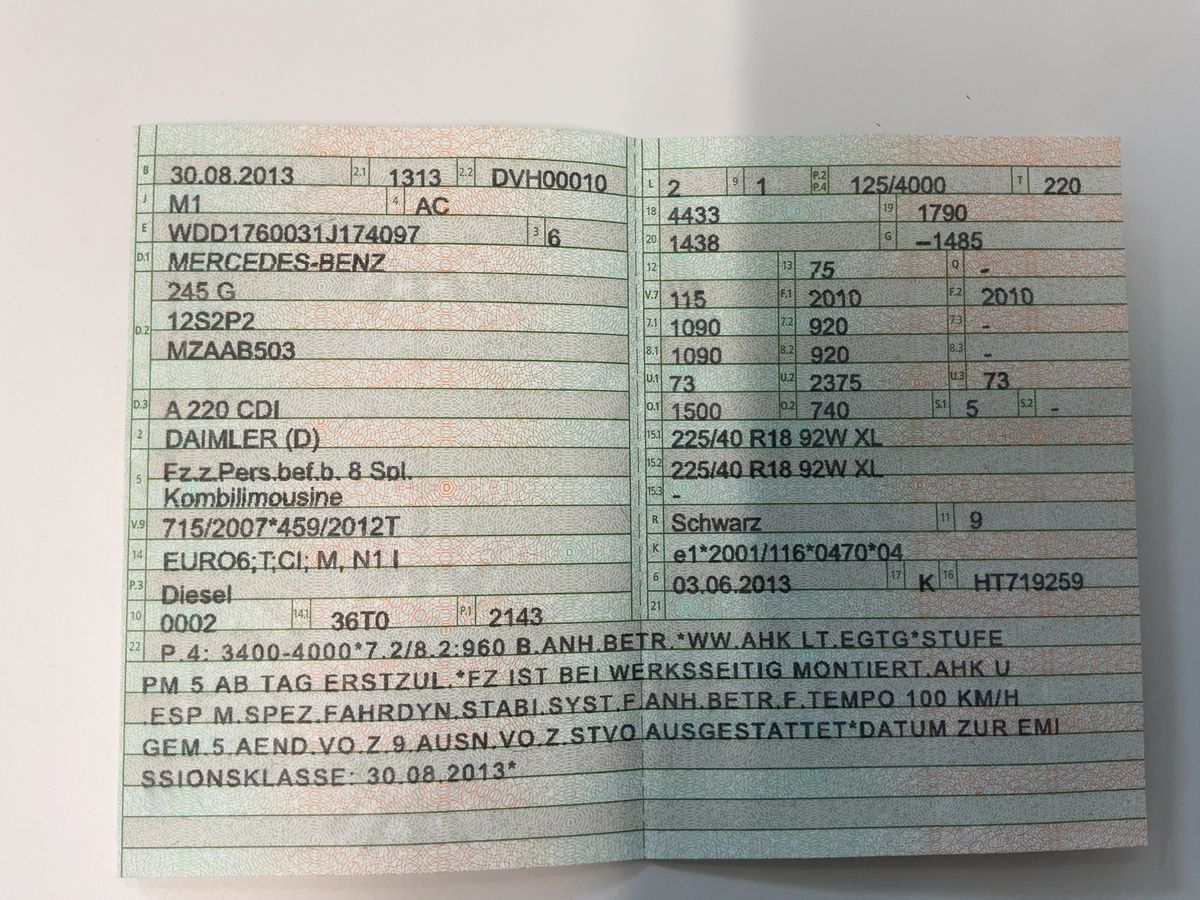 B 30.08.2013 2.1 1313 2.2 DVH00010
J M1 4 AC
E WDD1760031J174097 3 6
D.1 MERCEDES-BENZ
245 G
D.2 12S2P2
MZAAB503
D.3 A 220 CDI
2 DAIMLER (D)
5 Fz.z.Pers.bef.b. 8 Spl.
Kombilimousine
V.9 715/2007*459/2012T
14 EURO6;T;CI; M, N1 I
P.3 Diesel
10 0002 14.1 36T0 P.1 2143
L 2 9 1 P.2 P.4 125/4000 T 220
18 4433 19 1790
20 1438 G –1485
12 13 75 Q -
V.7 115 F.1 2010 F.2 2010
7.1 1090 7.2 920 7.3 -
8.1 1090 8.2 920 8.3 -
U.1 73 U.2 2375 U.3 73
O.1 1500 O.2 740 S.1 5 S.2 -
15.1 225/40 R18 92W XL
15.2 225/40 R18 92W XL
15.3 -
R Schwarz 11 9
K e1*2001/116*0470*04
6 03.06.2013 17 K 16 HT719259
21
22 P.4: 3400-4000*7.2/8.2:960 B.ANH.BETR.*WW.AHK LT.EGTG*STUFE
PM 5 AB TAG ERSTZUL.*FZ IST BEI WERKSSEITIG MONTIERT.AHK U
.ESP M.SPEZ.FAHRDYN.STABI.SYST.F.ANH.BETR.F.TEMPO 100 KM/H
GEM.5.AEND.VO.Z.9.AUSN.VO.Z.STVO AUSGESTATTET*DATUM ZUR EMI
SSIONSKLASSE: 30.08.2013*